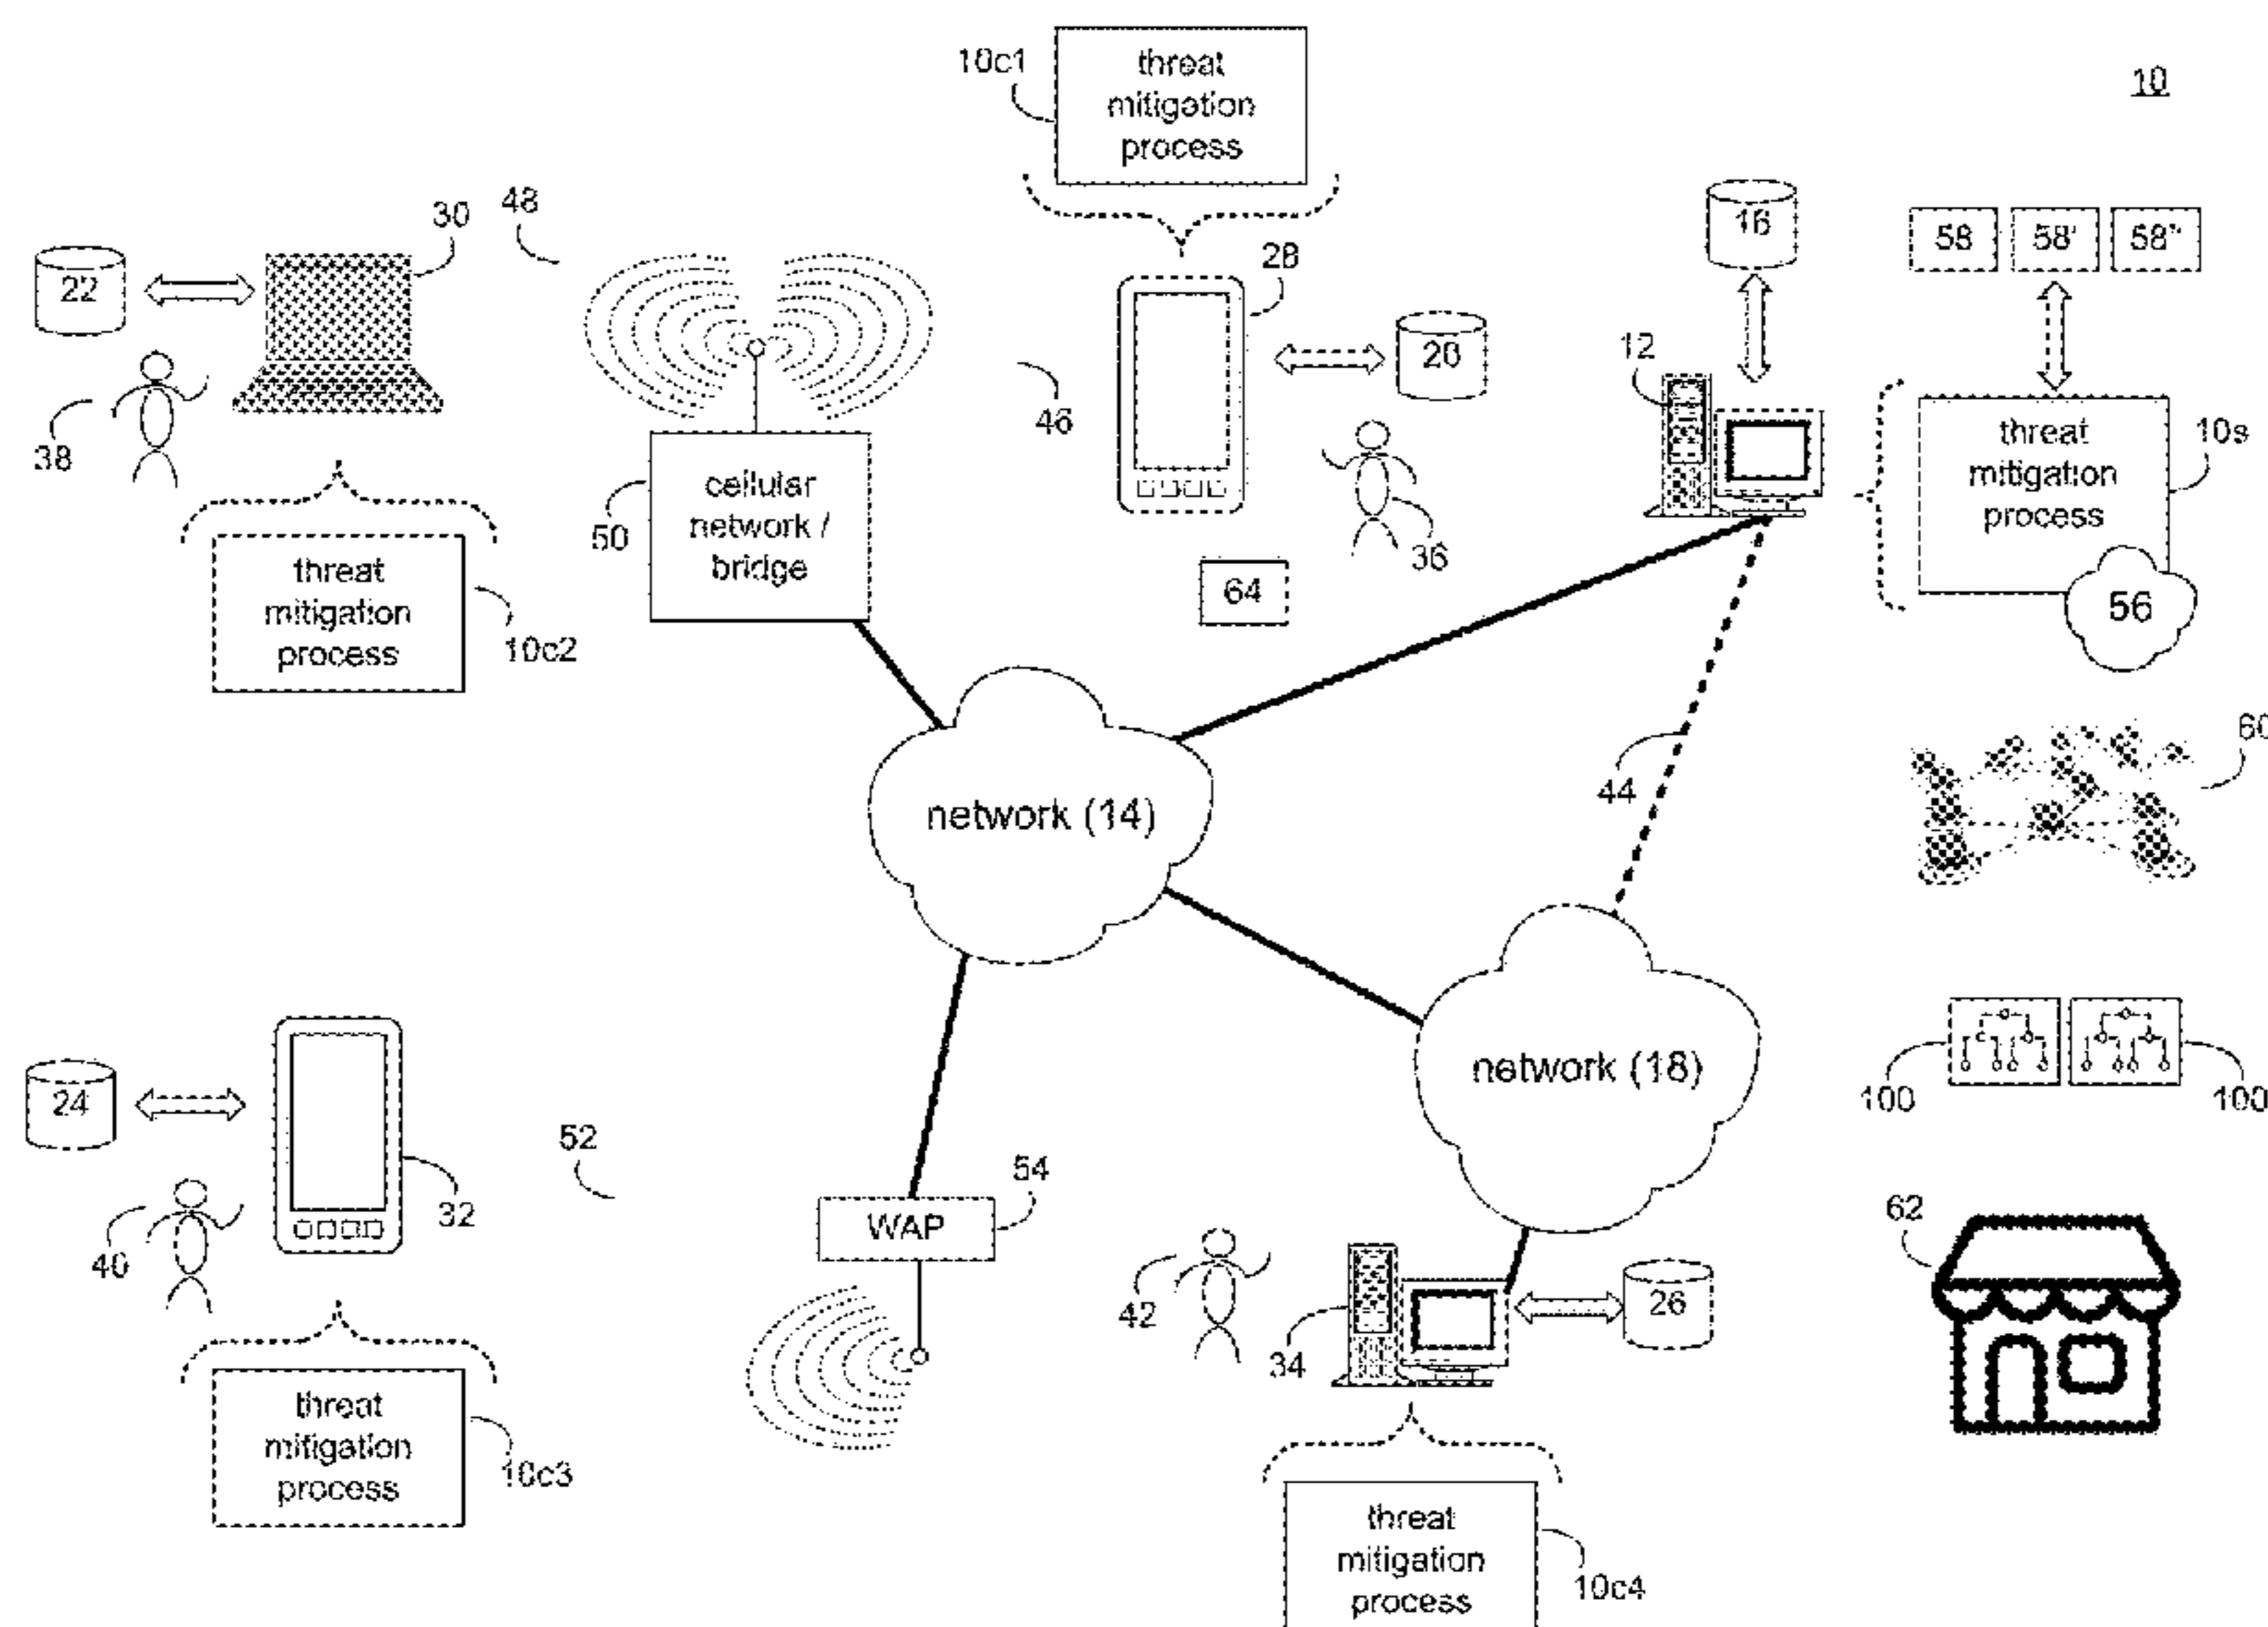 10
10c1
threat
mitigation
process
30
48
22
38
50
cellular
network /
bridge
threat
mitigation
process
10c2
46
28
20
36
64
16
12
58
58'
58"
threat
mitigation
process
10s
56
60
network (14)
44
network (18)
100
100
24
40
32
52
54
WAP
threat
mitigation
process
10c3
42
34
26
threat
mitigation
process
10c4
62